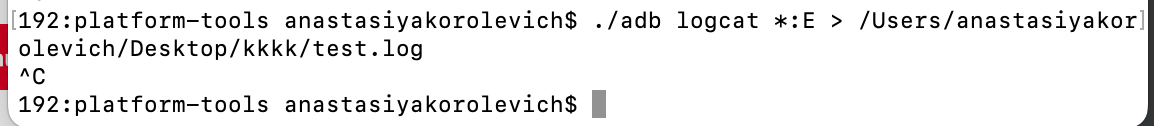 [192:platform-tools anastasiyakorolevich$ ./adb logcat *:E > /Users/anastasiyakor]
olevich/Desktop/kkkk/test.log
^C
192:platform-tools anastasiyakorolevich$